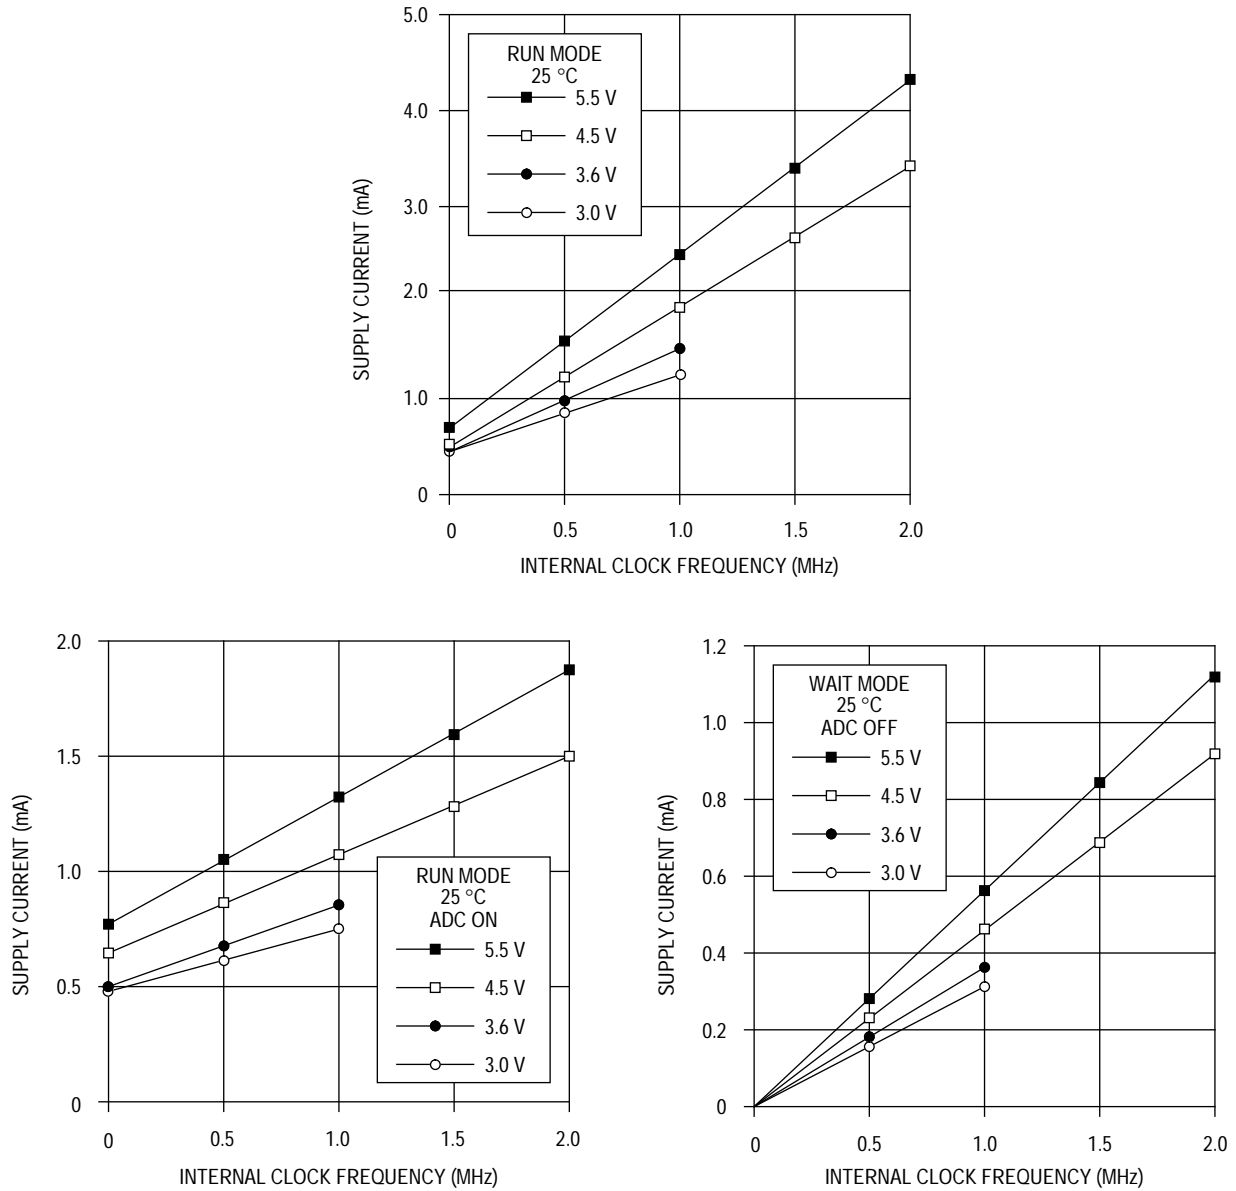 5.0
4.0
3.0
2.0
1.0
0
SUPPLY CURRENT (mA)
RUN MODE
25 °C
5.5 V
4.5 V
3.6 V
3.0 V
0 0.5 1.0 1.5 2.0
INTERNAL CLOCK FREQUENCY (MHz)
2.0
1.5
1.0
0.5
0
SUPPLY CURRENT (mA)
RUN MODE
25 °C
ADC ON
5.5 V
4.5 V
3.6 V
3.0 V
0 0.5 1.0 1.5 2.0
INTERNAL CLOCK FREQUENCY (MHz)
1.2
1.0
0.8
0.6
0.4
0.2
0
SUPPLY CURRENT (mA)
WAIT MODE
25 °C
ADC OFF
5.5 V
4.5 V
3.6 V
3.0 V
0 0.5 1.0 1.5 2.0
INTERNAL CLOCK FREQUENCY (MHz)